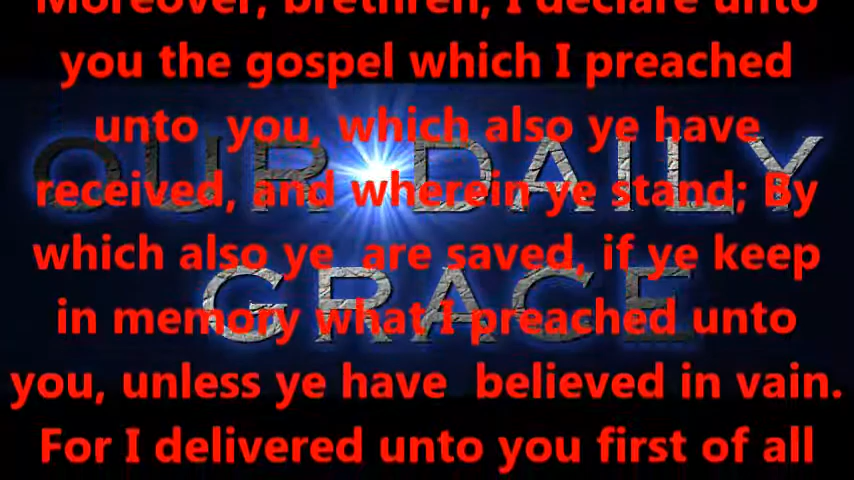 Moreover, brethren, I declare unto
you the gospel which I preached
unto you, which also ye have
OUR DAILY
received, and wherein ye stand; By
which also ye are saved, if ye keep
GRACE
in memory what I preached unto
you, unless ye have believed in vain.
For I delivered unto you first of all